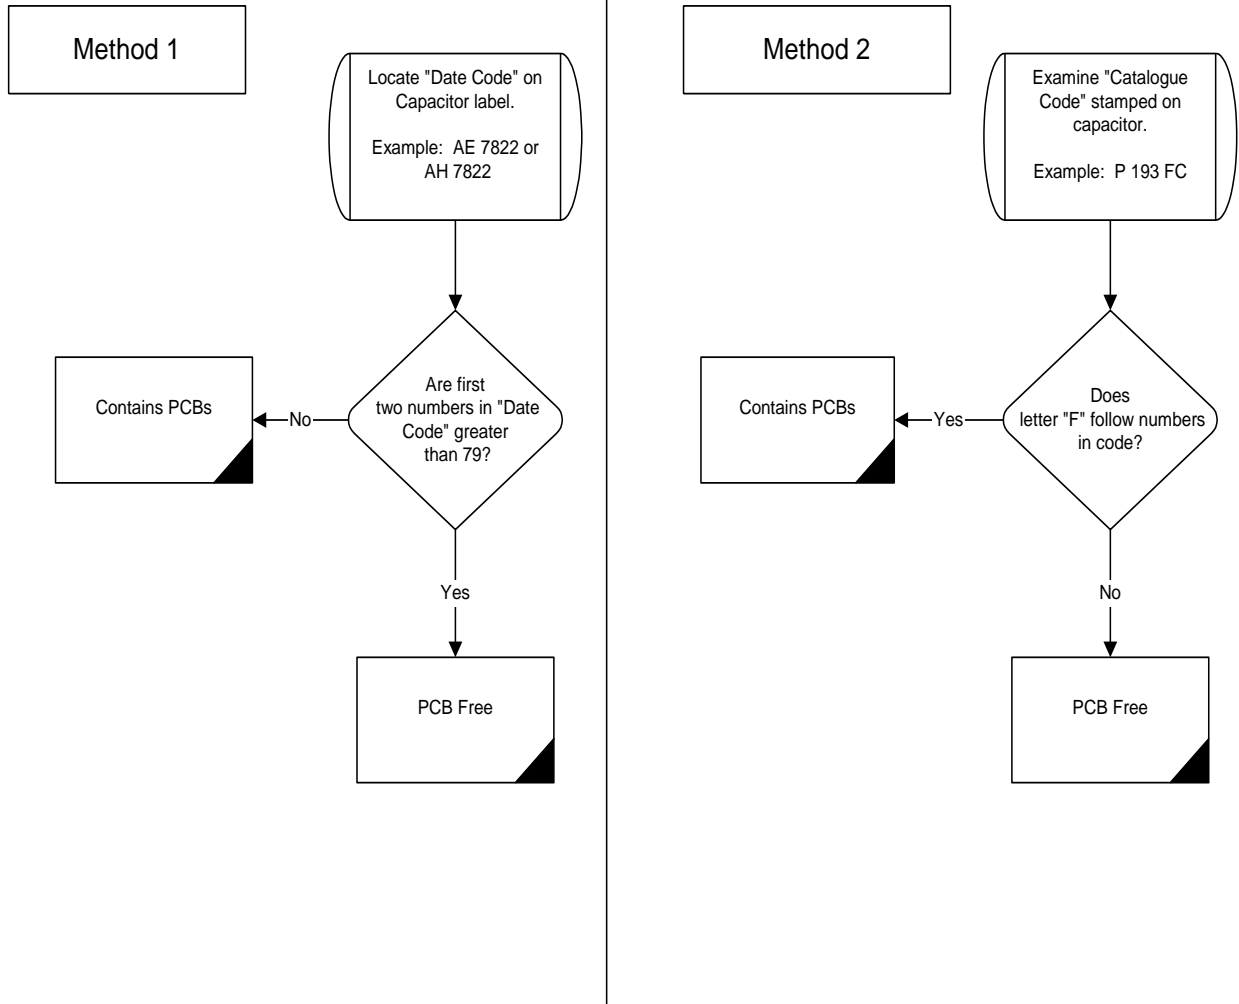 Method 1
Locate "Date Code" on
Capacitor label.
Example:  AE 7822 or
AH 7822
Are first
two numbers in "Date
Code" greater
than 79?
No
Contains PCBs
Yes
PCB Free
Method 2
Examine "Catalogue
Code" stamped on
capacitor.
Example:  P 193 FC
Does
letter "F" follow numbers
in code?
Yes
Contains PCBs
No
PCB Free